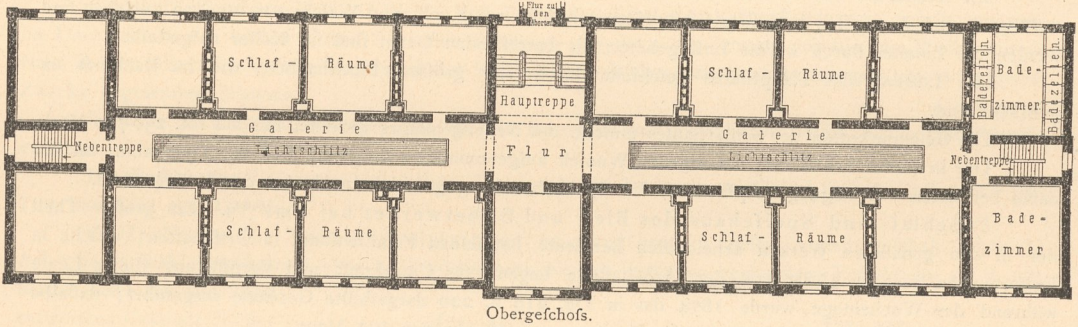 Flur zu
den
Schlaf - Räume
Schlaf - Räume
Badezellen
Bade-
zimmer
Badezellen
Hauptreppe
Galerie
Galerie
Nebentreppe.
Lichtschlitz
Flur
Lichtschlitz
Nebentreppe
Schlaf - Räume
Schlaf - Räume
Bade-
zimmer
Obergeſchoſs.